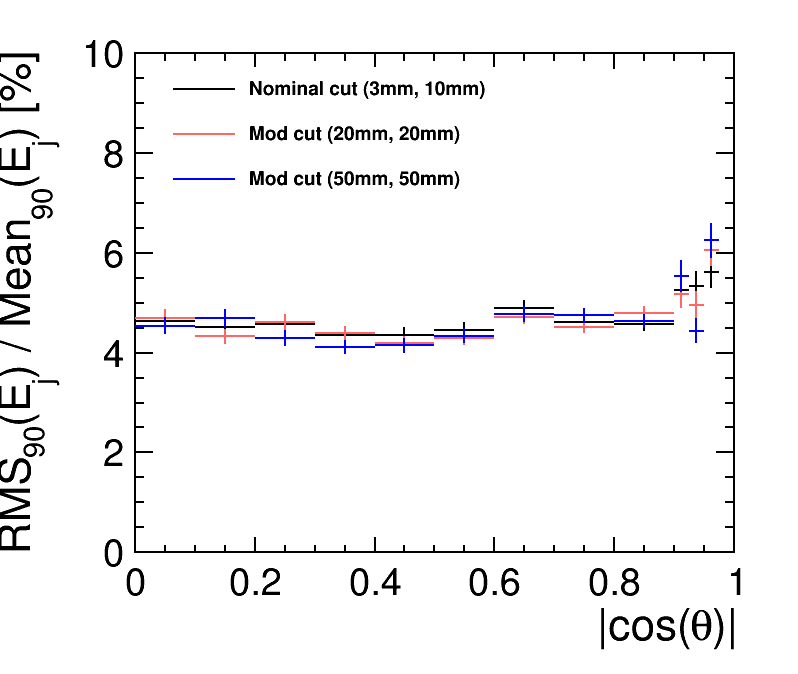 RMS90(Ej) / Mean90(Ej) [%]
10
8
6
4
2
0
Nominal cut (3mm, 10mm)
Mod cut (20mm, 20mm)
Mod cut (50mm, 50mm)
0 0.2 0.4 0.6 0.8 1
|cos(θ)|